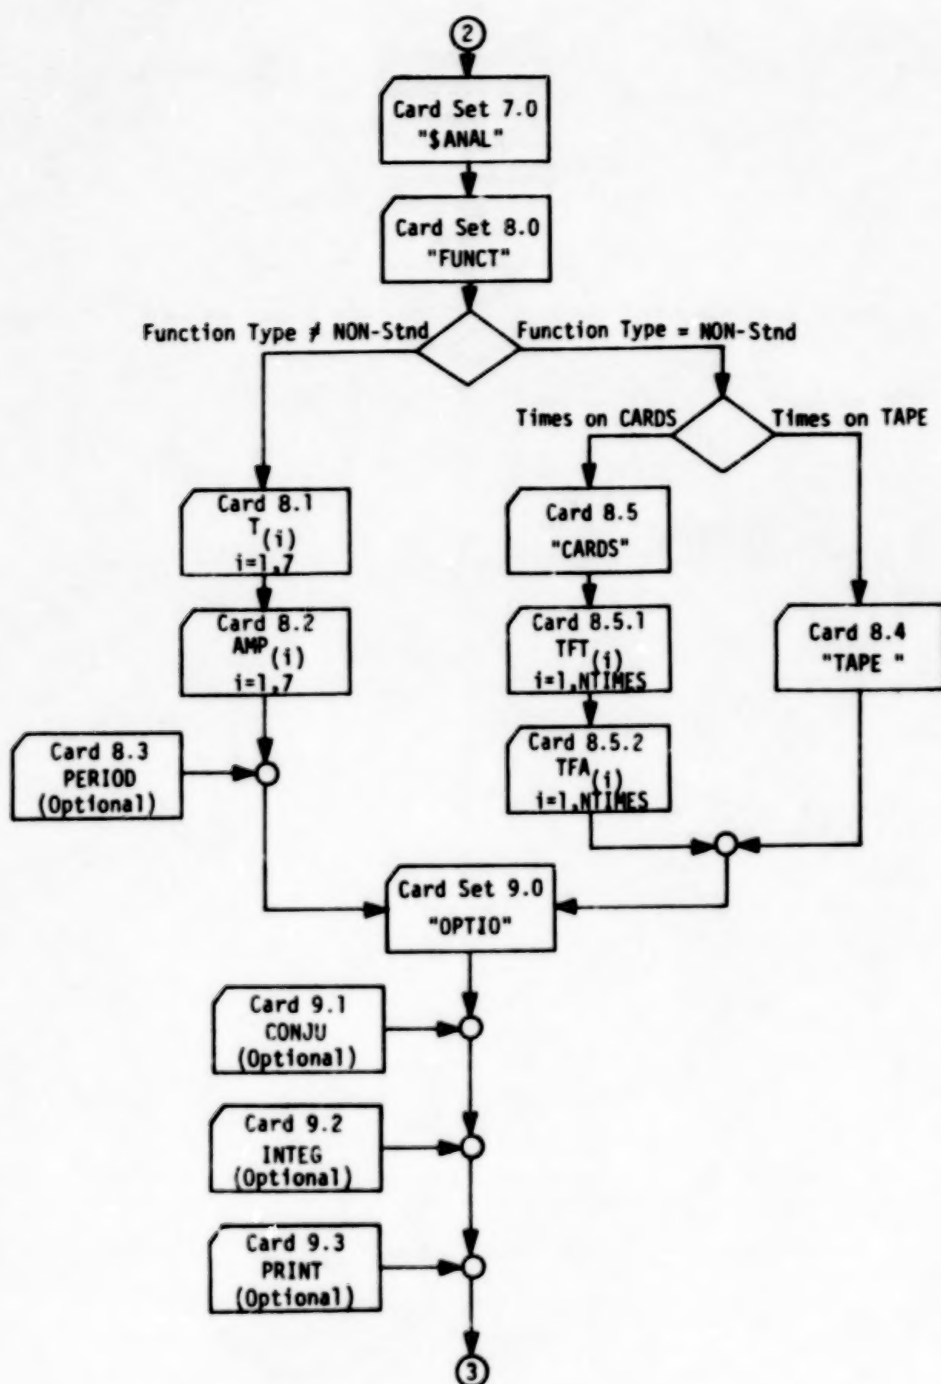 2
Card Set 7.0
"$ANAL"
Card Set 8.0
"FUNCT"
Function Type ≠ NON-Stnd
Function Type = NON-Stnd
Times on CARDS
Times on TAPE
Card 8.1
T(i)
i=1,7
Card 8.5
"CARDS"
Card 8.2
AMP(i)
i=1,7
Card 8.5.1
TFT(i)
i=1,NTIMES
Card 8.4
"TAPE "
Card 8.3
PERIOD
(Optional)
Card 8.5.2
TFA(i)
i=1,NTIMES
Card Set 9.0
"OPTIO"
Card 9.1
CONJU
(Optional)
Card 9.2
INTEG
(Optional)
Card 9.3
PRINT
(Optional)
3